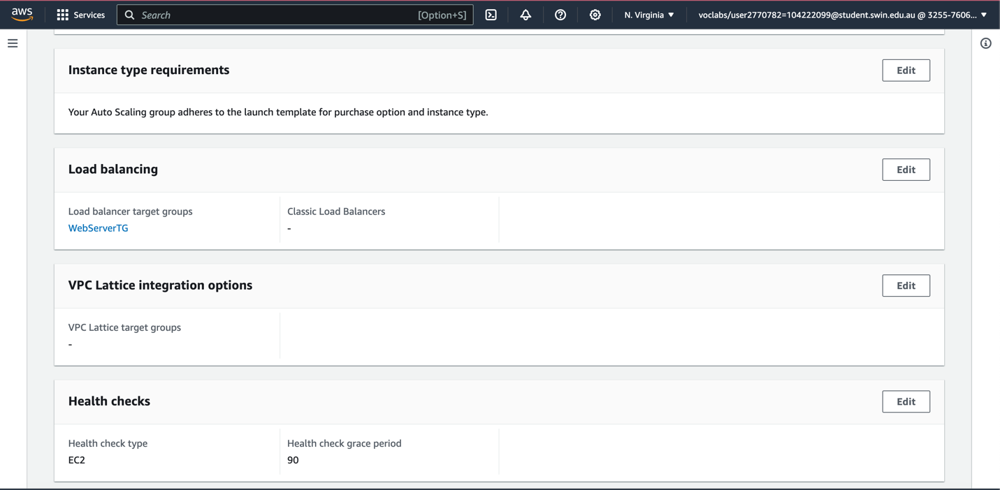 aws
Services
Search
[Option+S]
N. Virginia
voclabs/user2770782=104222099@student.swin.edu.au @ 3255-7606...
Instance type requirements
Edit
Your Auto Scaling group adheres to the launch template for purchase option and instance type.
Load balancing
Edit
Load balancer target groups
WebServerTG
Classic Load Balancers
-
VPC Lattice integration options
Edit
VPC Lattice target groups
-
Health checks
Edit
Health check type
EC2
Health check grace period
90